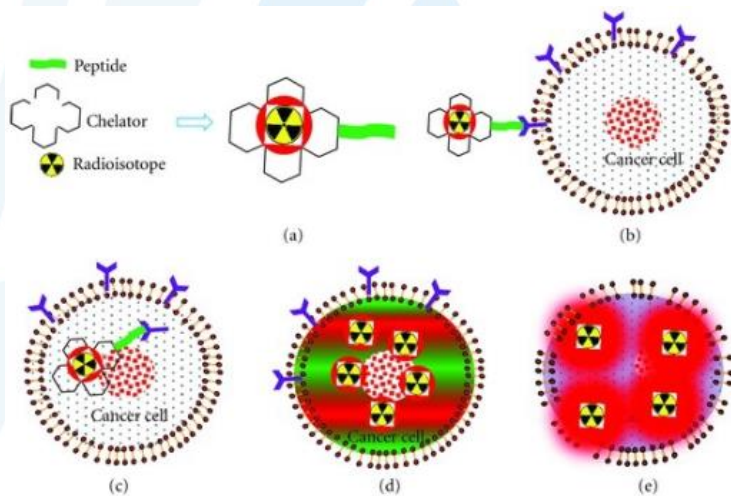 Peptide
Chelator
Radioisotope
(a)
Cancer cell
(b)
Cancer cell
(c)
Cancer cell
(d)
(e)